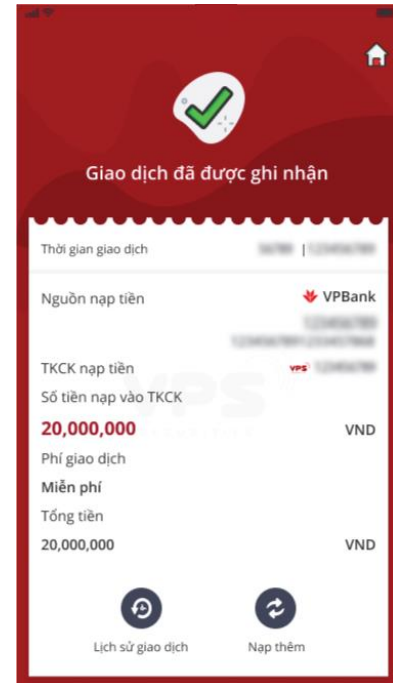 Giao dịch đã được ghi nhận
Thời gian giao dịch |
Nguồn nạp tiền VPBank
TKCK nạp tiền VPS
Số tiền nạp vào TKCK
VPS
20,000,000 VND
Phí giao dịch
Miễn phí
Tổng tiền
20,000,000 VND
Lịch sử giao dịch Nạp thêm